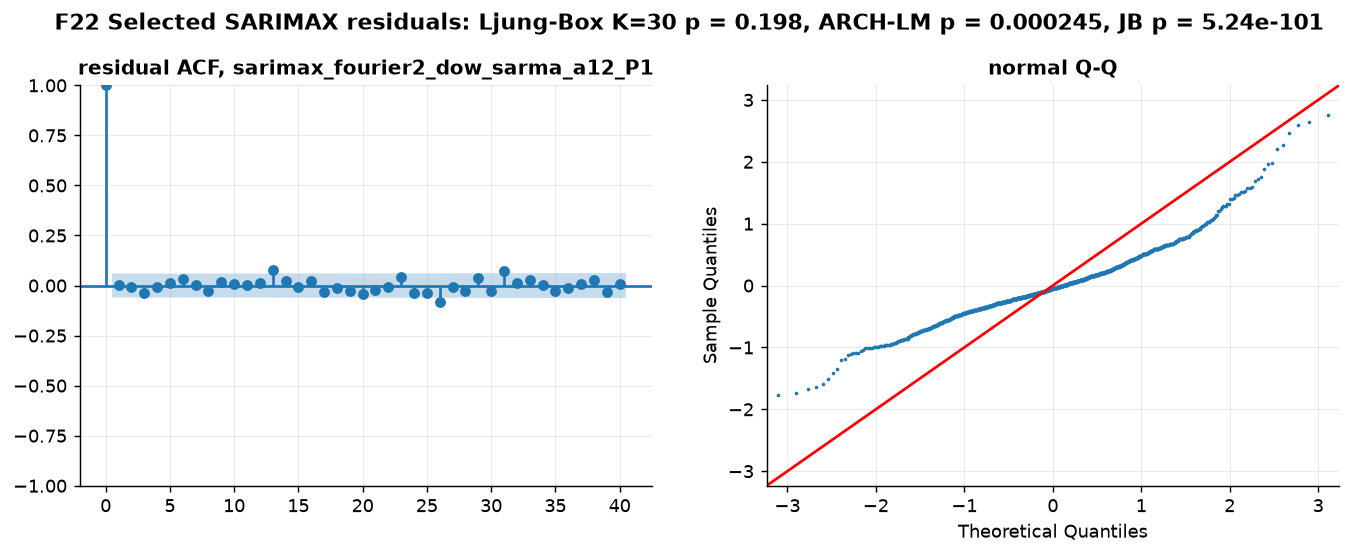 F22 Selected SARIMAX residuals: Ljung-Box K=30 p = 0.198, ARCH-LM p = 0.000245, JB p = 5.24e-101
residual ACF, sarimax_fourier2_dow_sarma_a12_P1
1.00
0.75
0.50
0.25
0.00
−0.25
−0.50
−0.75
−1.00
0 5 10 15 20 25 30 35 40
normal Q-Q
Sample Quantiles
3
2
1
0
−1
−2
−3
−3 −2 −1 0 1 2 3
Theoretical Quantiles